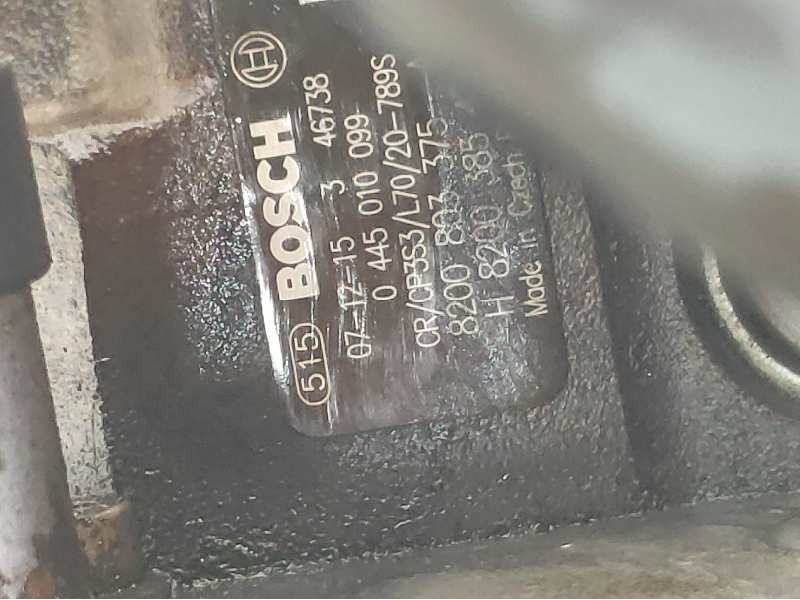 515 BOSCH
07-12-15 3 46738
0 445 010 099
CR/CP3S3/L70/20-789S
8200 375
H 8200 385
Made in Czech